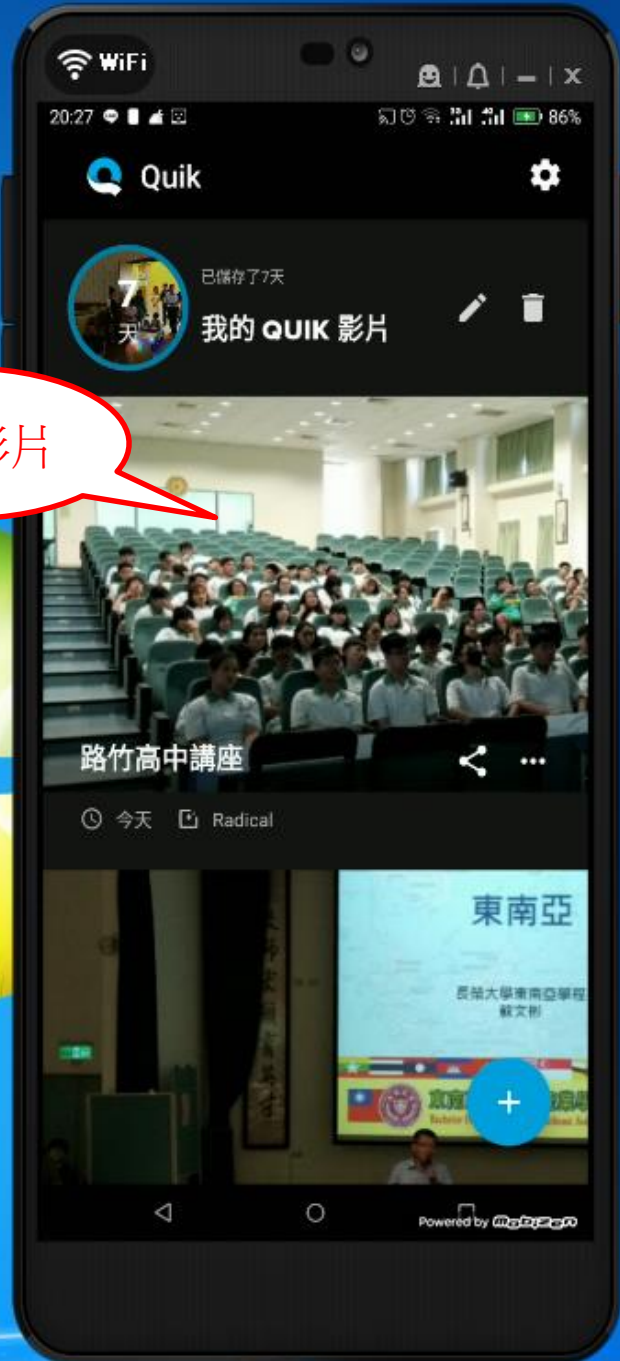 WiFi
20:27
86%
Quik
已儲存了7天
7
天
我的 QUIK 影片
影片
路竹高中講座
今天
Radical
東南亞
長榮大學東南亞學程
Powered by Mobizen